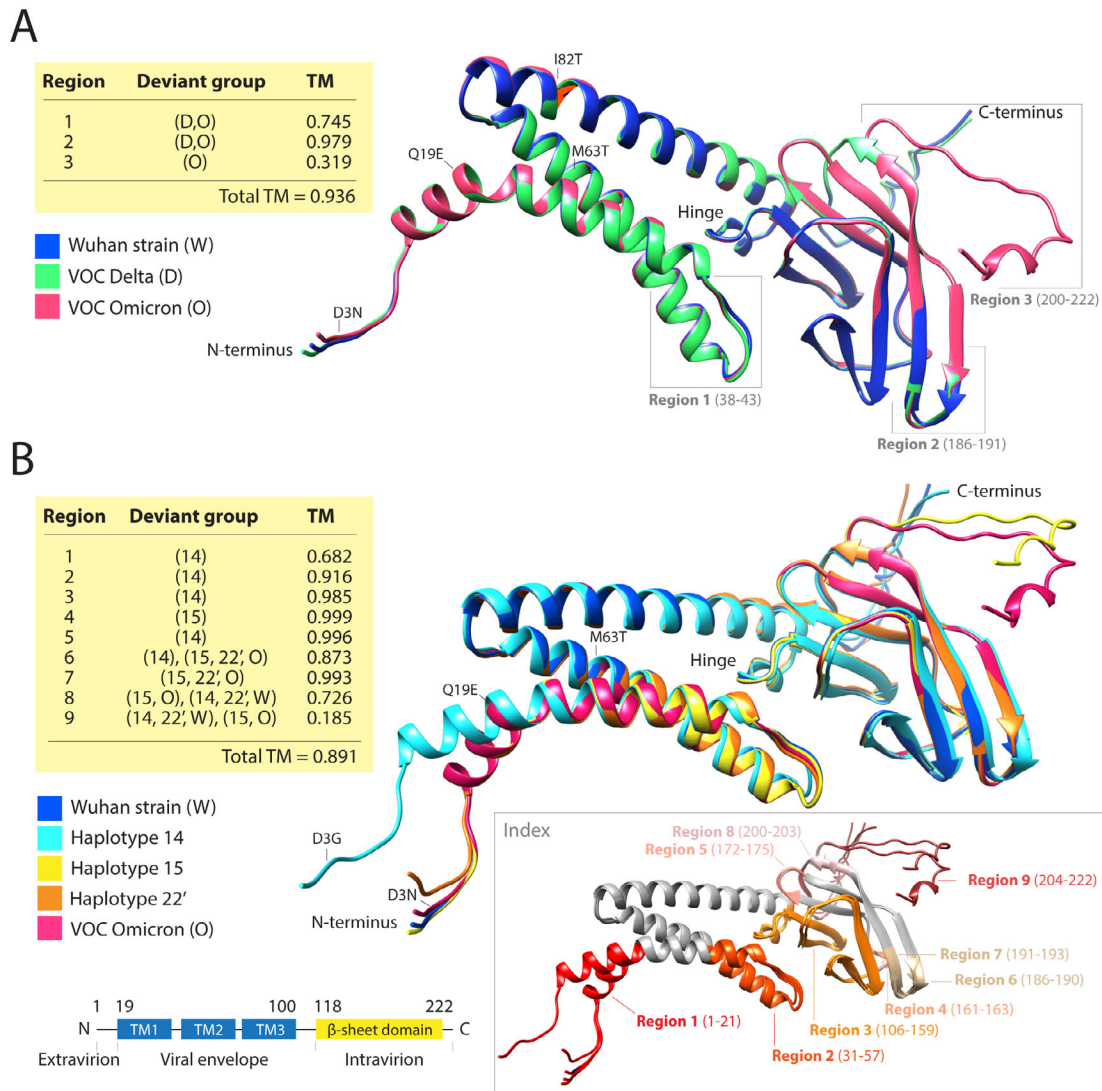 A
Region Deviant group TM
1 (D,O) 0.745
2 (D,O) 0.979
3 (O) 0.319
Total TM = 0.936
Wuhan strain (W)
VOC Delta (D)
VOC Omicron (O)
I82T
Q19E
M63T
D3N
N-terminus
Hinge
C-terminus
Region 1 (38-43)
Region 2 (186-191)
Region 3 (200-222)
B
Region Deviant group TM
1 (14) 0.682
2 (14) 0.916
3 (14) 0.985
4 (15) 0.999
5 (14) 0.996
6 (14), (15, 22', O) 0.873
7 (15, 22', O) 0.993
8 (15, O), (14, 22', W) 0.726
9 (14, 22', W), (15, O) 0.185
Total TM = 0.891
Wuhan strain (W)
Haplotype 14
Haplotype 15
Haplotype 22'
VOC Omicron (O)
C-terminus
M63T
Hinge
Q19E
D3G
D3N
N-terminus
Index
Region 8 (200-203)
Region 5 (172-175)
Region 9 (204-222)
Region 7 (191-193)
Region 6 (186-190)
Region 4 (161-163)
Region 3 (106-159)
Region 1 (1-21)
Region 2 (31-57)
1 19 100 118 222
N TM1 TM2 TM3 β-sheet domain C
Extravirion Viral envelope Intravirion